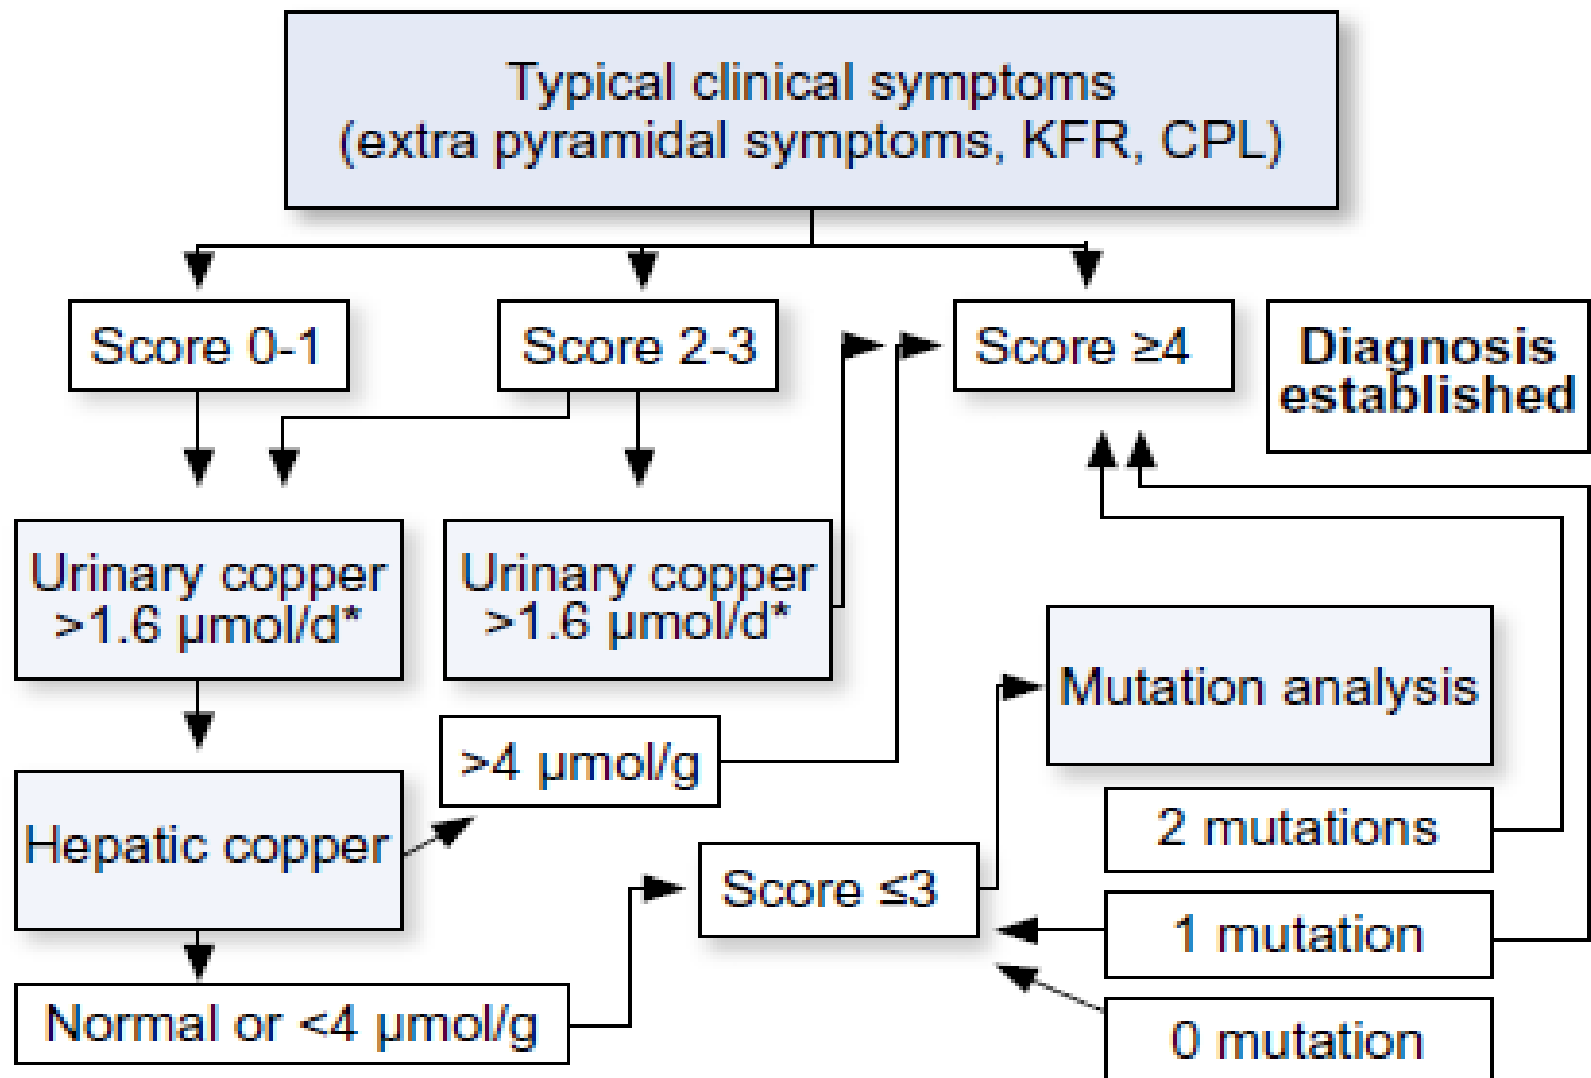 Typical clinical symptoms
(extra pyramidal symptoms, KFR, CPL)
Score 0-1
Score 2-3
Score ≥4
Diagnosis
established
Urinary copper
>1.6 µmol/d*
Urinary copper
>1.6 µmol/d*
Mutation analysis
>4 µmol/g
Hepatic copper
2 mutations
Score ≤3
1 mutation
Normal or <4 µmol/g
0 mutation